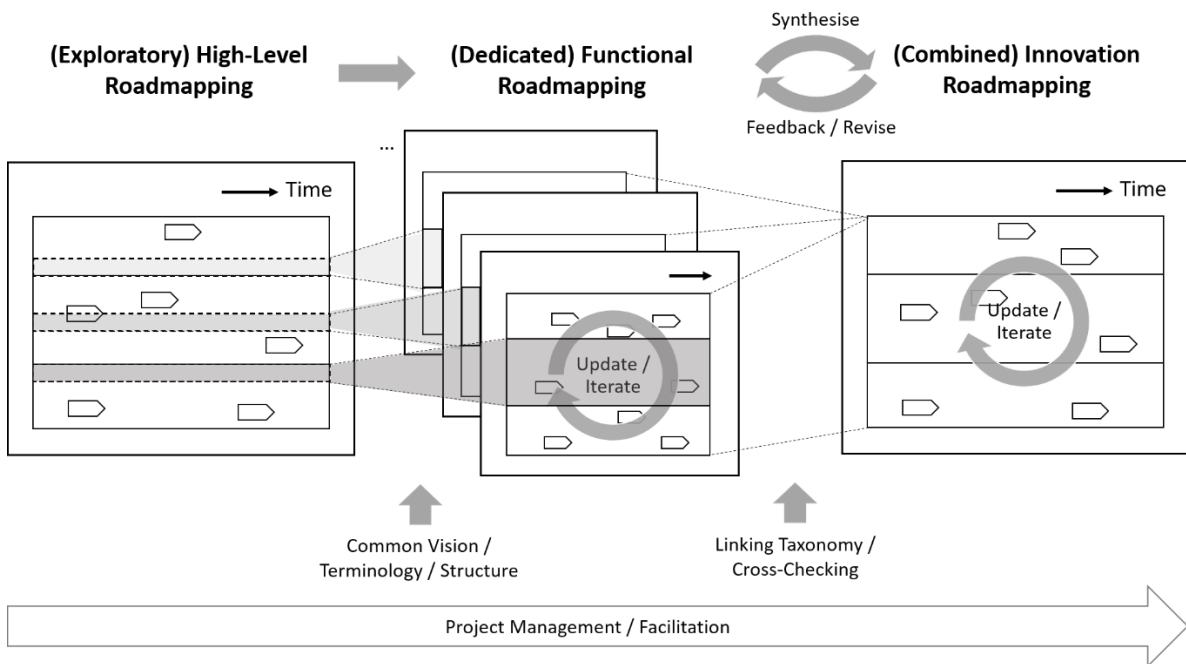 Synthesise
(Exploratory) High-Level
Roadmapping
(Dedicated) Functional
Roadmapping
(Combined) Innovation
Roadmapping
Feedback / Revise
...
Time
Time
Update /
Iterate
Update /
Iterate
Common Vision /
Terminology / Structure
Linking Taxonomy /
Cross-Checking
Project Management / Facilitation